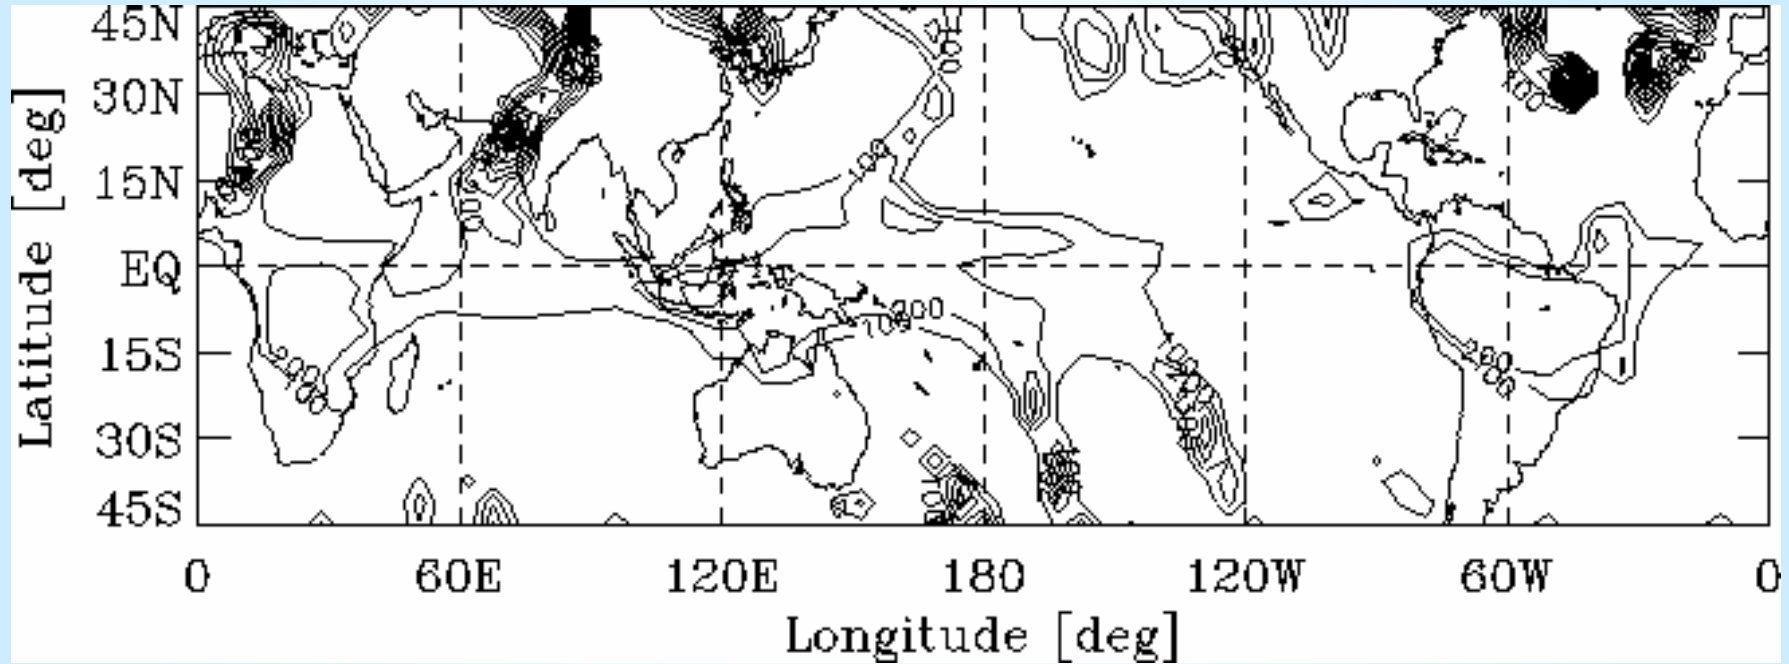 Latitude [deg]
45N
30N
15N
EQ
15S
30S
45S
0 60E 120E 180 120W 60W 0
Longitude [deg]